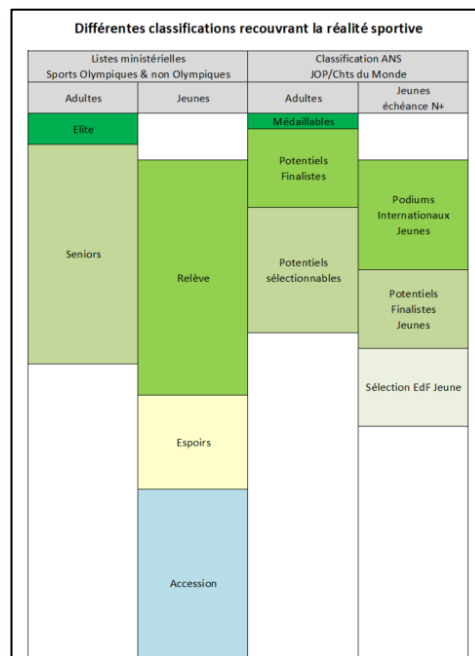 Différentes classifications recouvrant la réalité sportive
Listes ministérielles
Sports Olympiques & non Olympiques
Classification ANS
JOP/Chts du Monde
Adultes
Jeunes
Adultes
Jeunes
échéance N+
Elite
Médaillables
Potentiels
Finalistes
Podiums
Internationaux
Jeunes
Seniors
Relève
Potentiels
sélectionnables
Potentiels
Finalistes
Jeunes
Sélection EdF Jeune
Espoirs
Accession